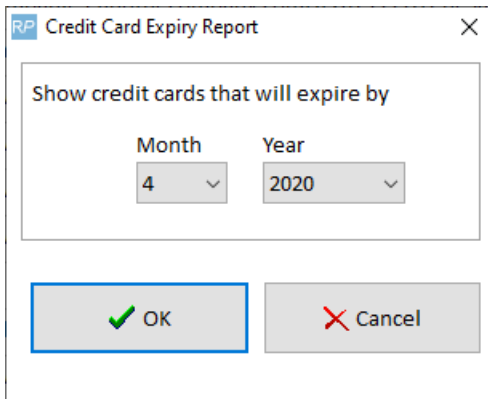 RP Credit Card Expiry Report
Show credit cards that will expire by
Month Year
4 2020
OK Cancel